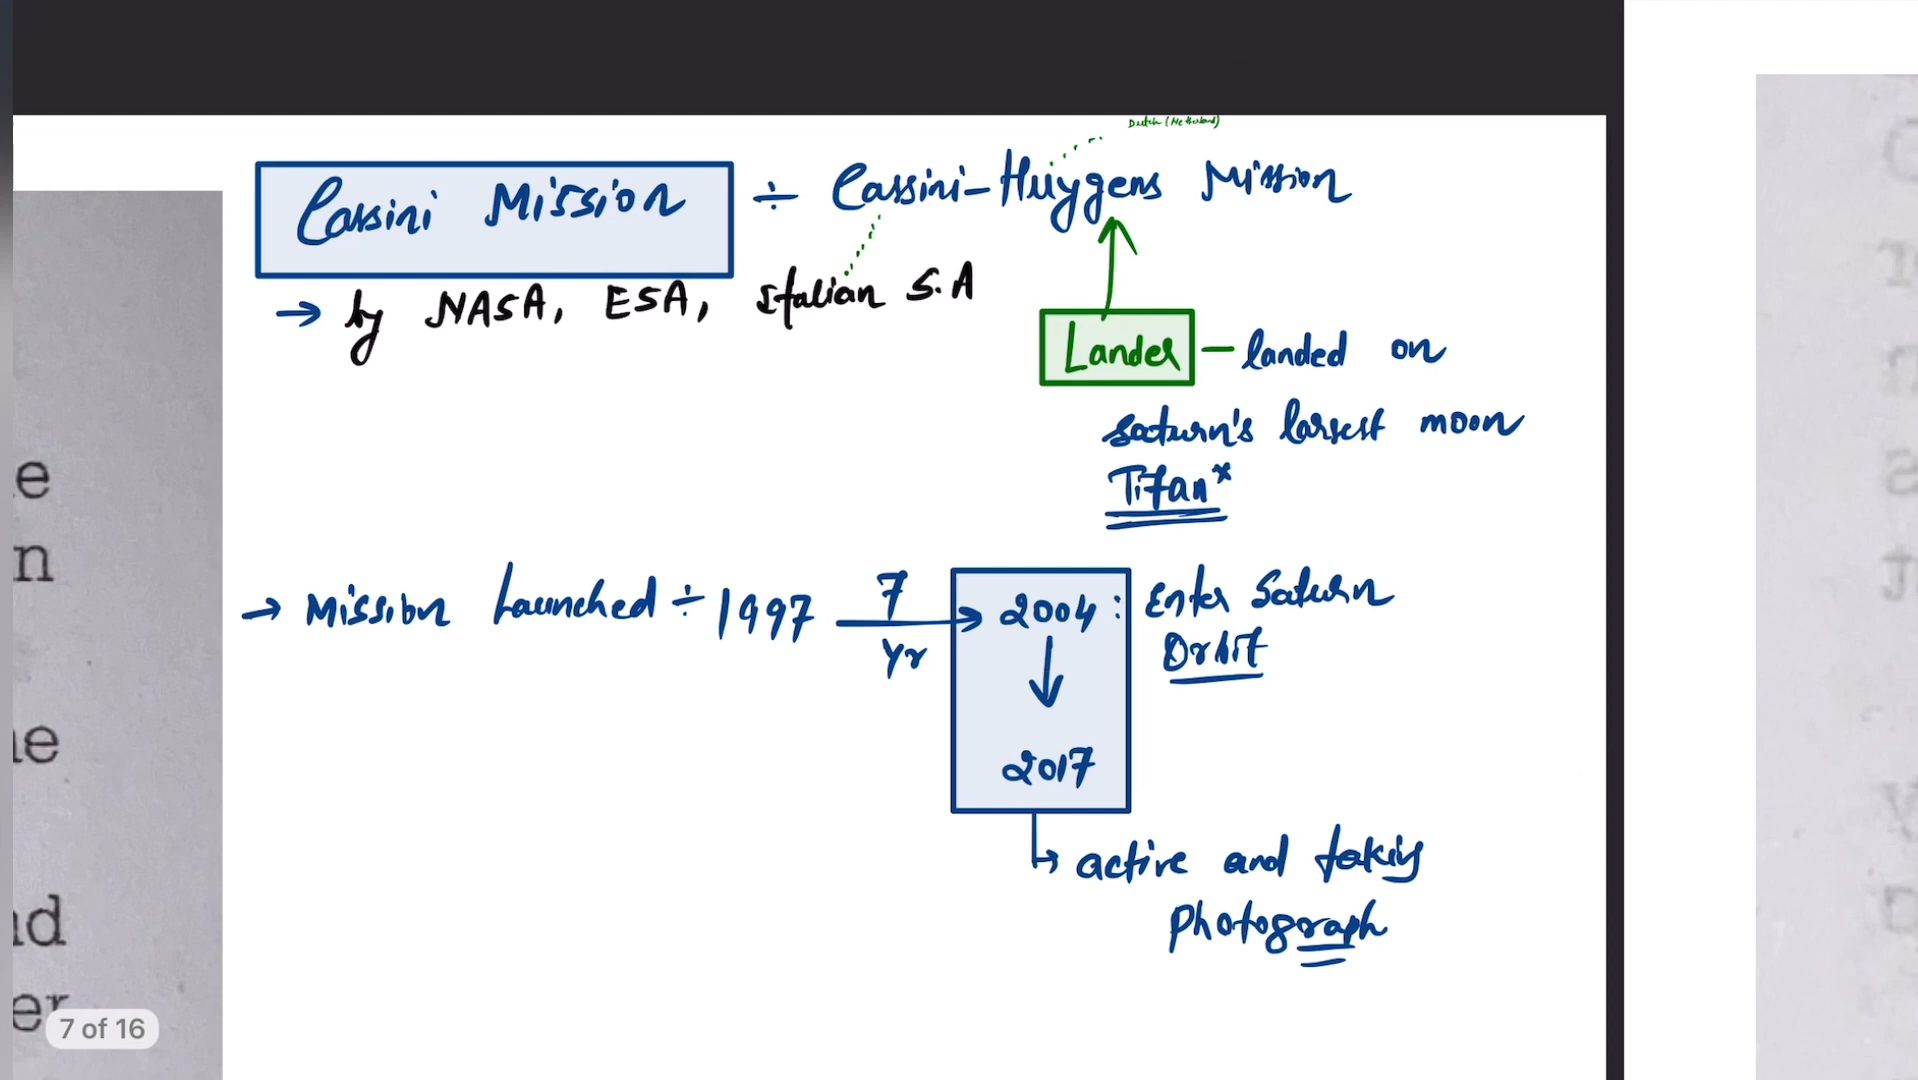 Dutch (Netherland)
Cassini Mission ÷ Cassini-Huygens Mission
→ by NASA, ESA, Italian S.A
Lander – landed on
Saturn's largest moon
Titan*
→ Mission Launched ÷ 1997 7 Yr → 2004 : Enter Saturn
Orbit
↓
2017
↳ active and taking
photograph
e
n
e
d
er
7 of 16